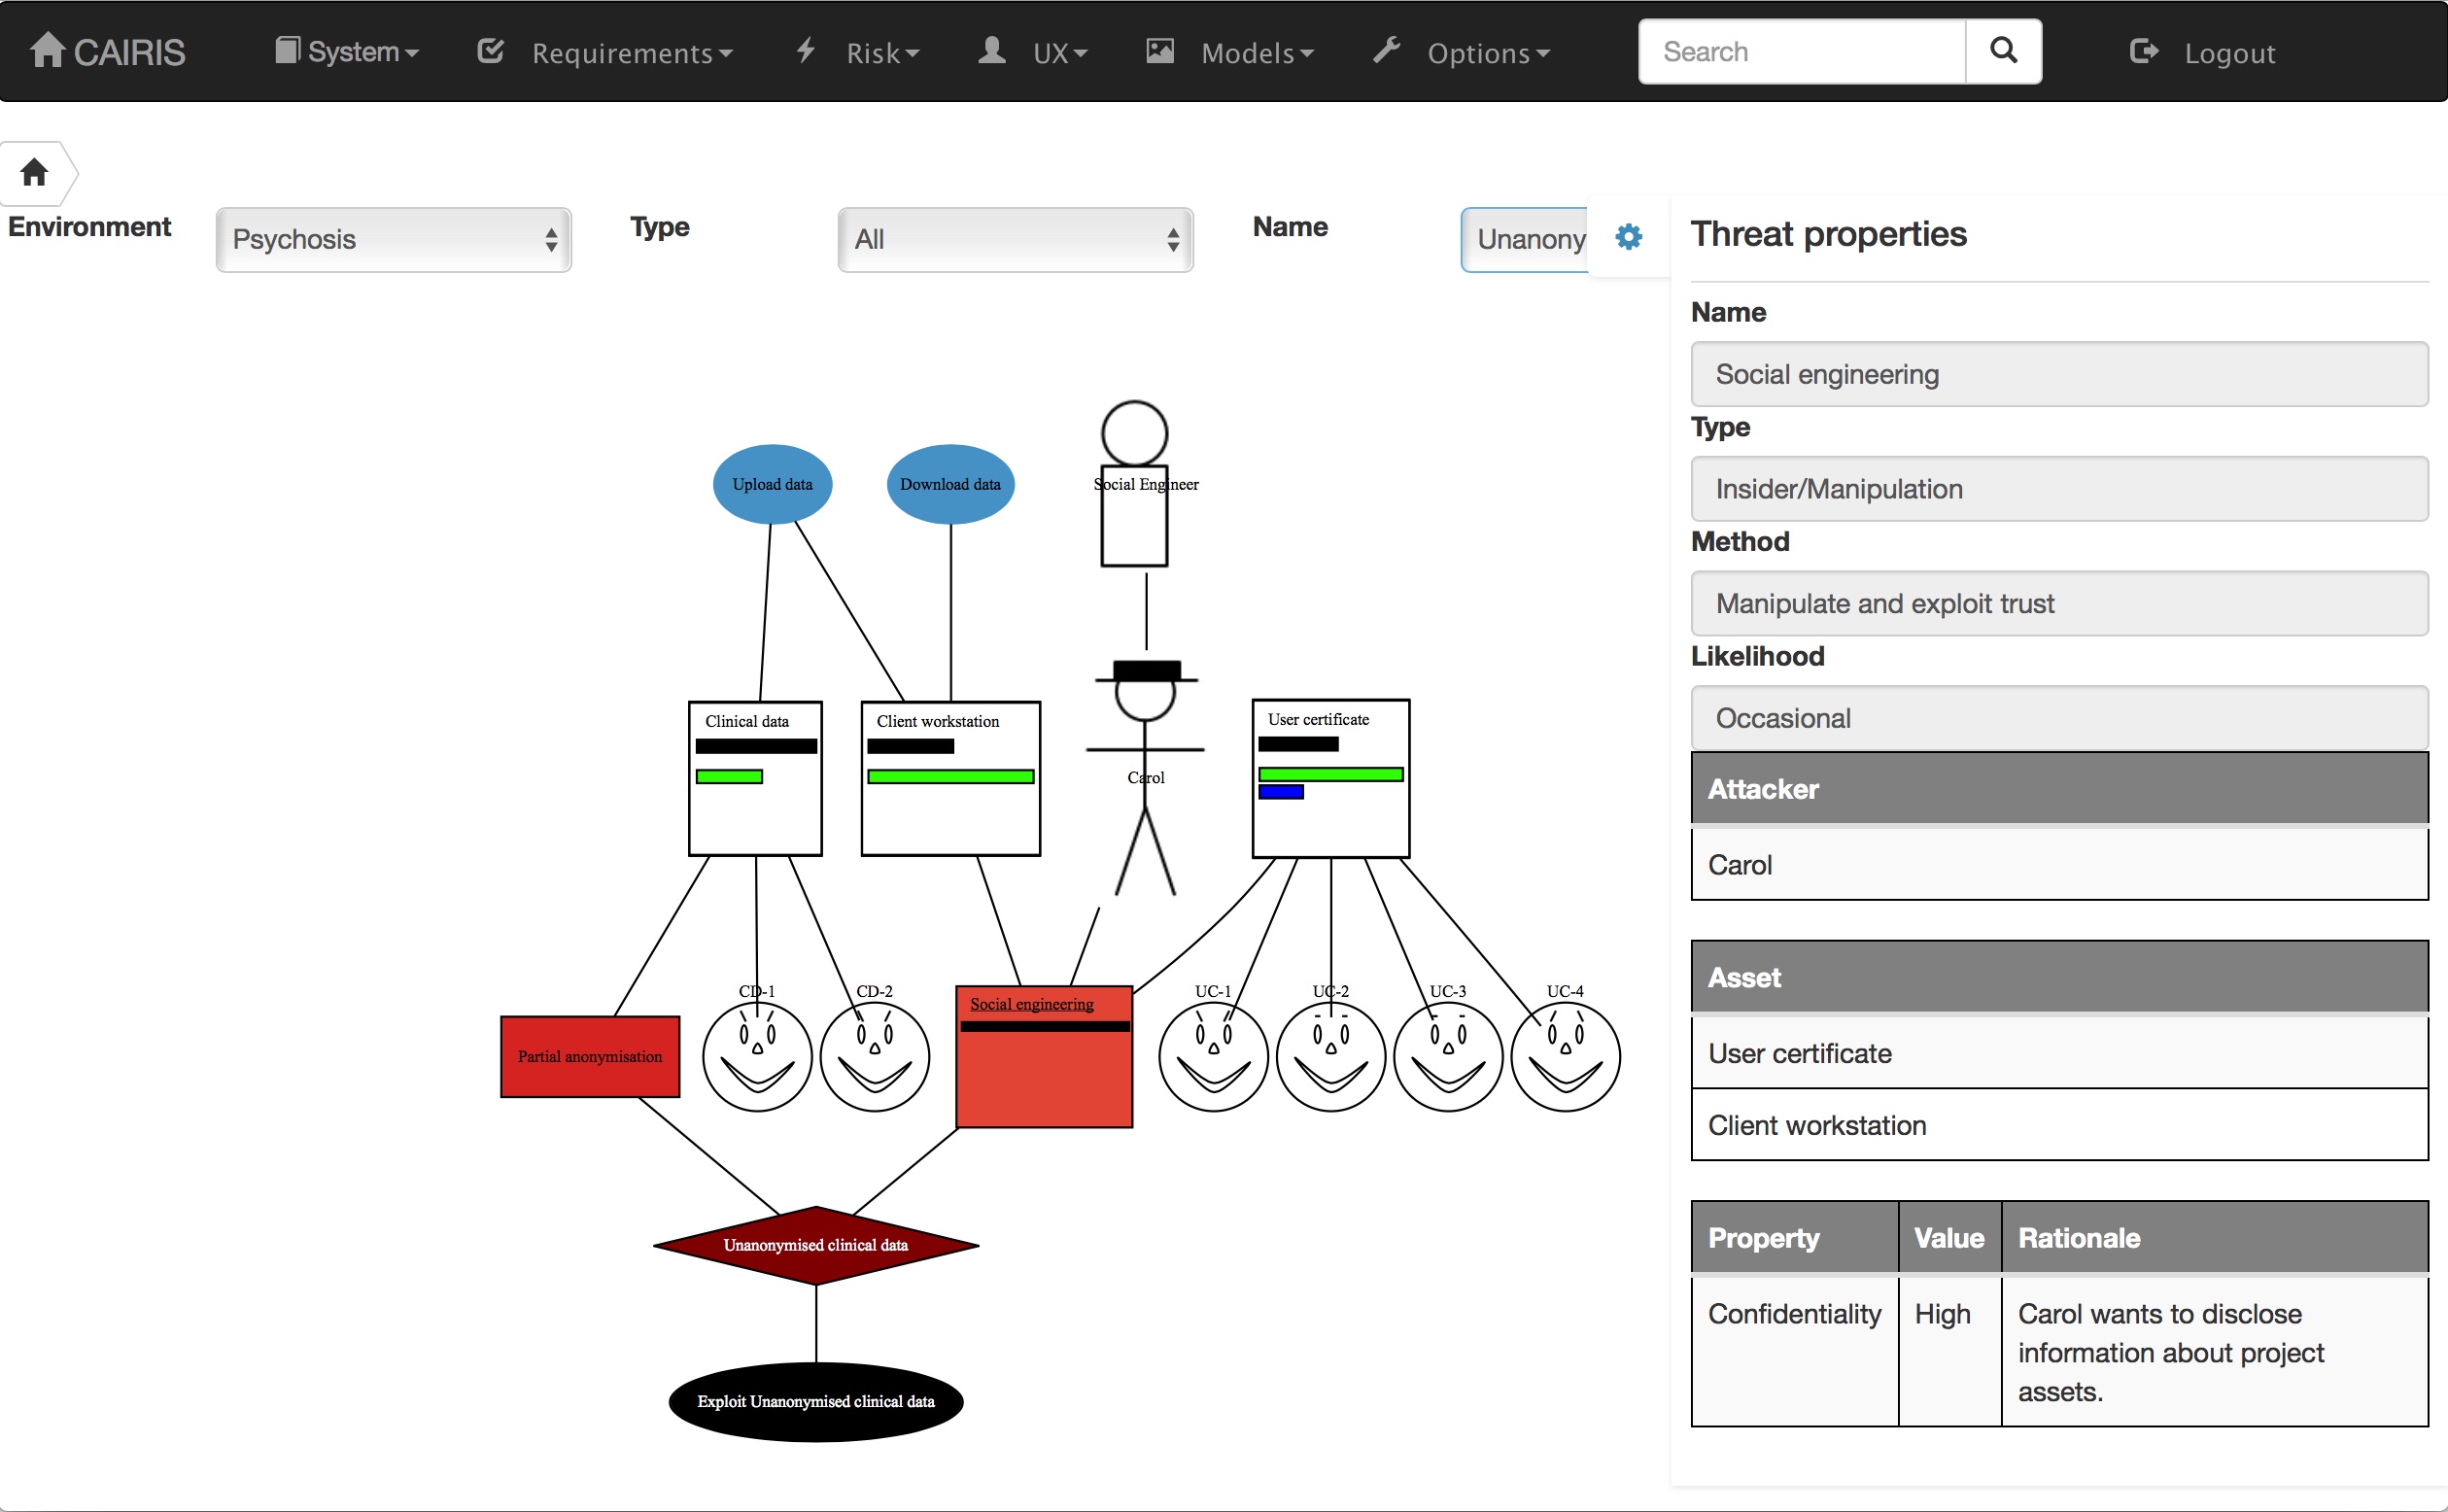 CAIRIS System Requirements Risk UX Models Options Search Logout
Environment Psychosis Type All Name Unanony
Threat properties
Name
Social engineering
Type
Insider/Manipulation
Method
Manipulate and exploit trust
Likelihood
Occasional
Attacker
Carol
Asset
User certificate
Client workstation
Property Value Rationale
Confidentiality High Carol wants to disclose
information about project
assets.
Upload data Download data Social Engineer
Clinical data Client workstation User certificate
Carol
CD-1 CD-2 UC-1 UC-2 UC-3 UC-4
Social engineering
Partial anonymisation
Unanonymised clinical data
Exploit Unanonymised clinical data